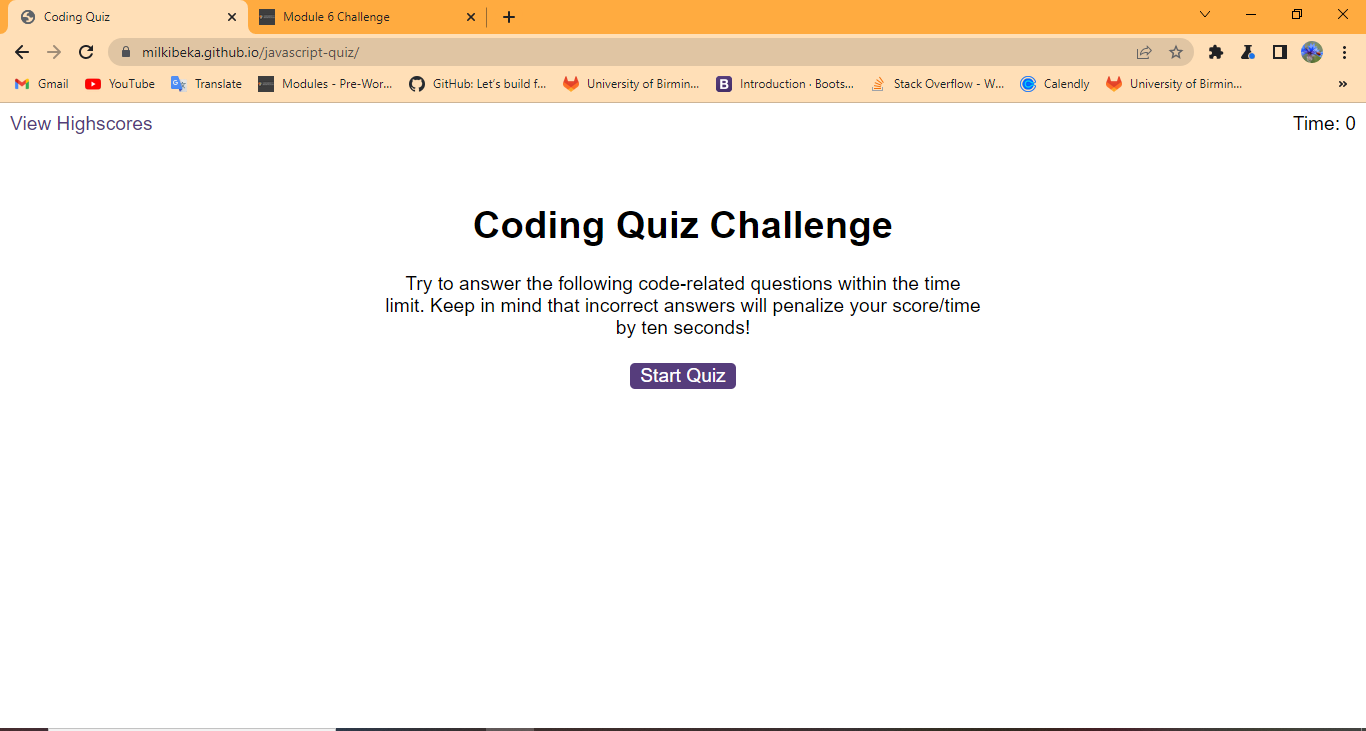 Coding Quiz
Module 6 Challenge
milkibeka.github.io/javascript-quiz/
Gmail
YouTube
Translate
Modules - Pre-Wor...
GitHub: Let's build f...
University of Birmin...
B
Introduction · Boots...
Stack Overflow - W...
Calendly
University of Birmin...
»
View Highscores
Time: 0
Coding Quiz Challenge
Try to answer the following code-related questions within the time
limit. Keep in mind that incorrect answers will penalize your score/time
by ten seconds!
Start Quiz